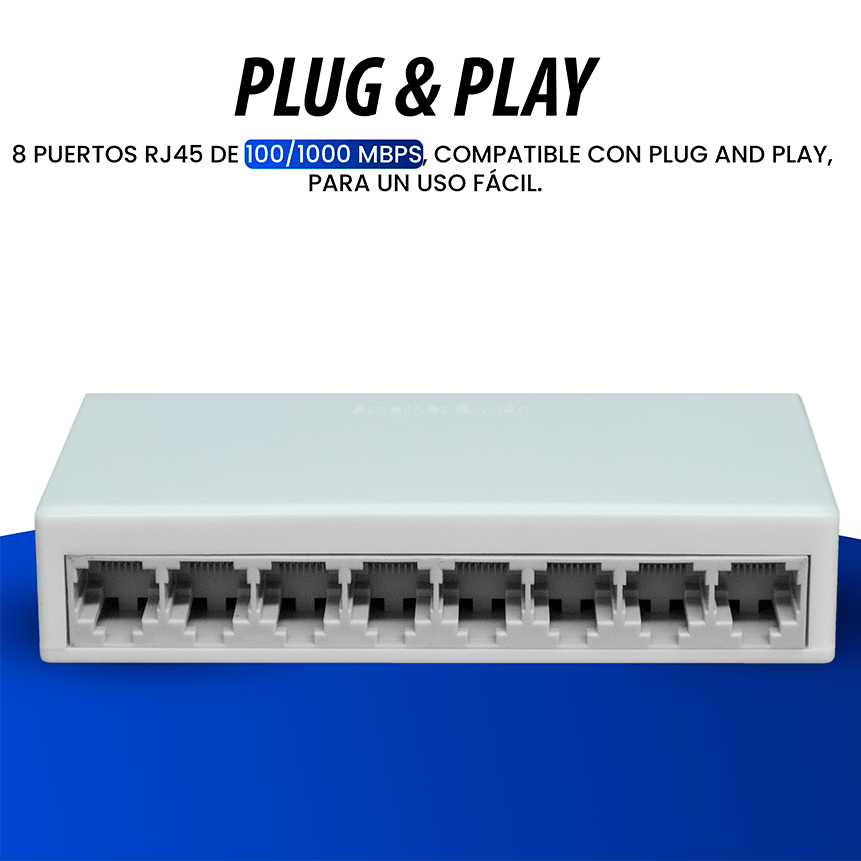 PLUG & PLAY
8 PUERTOS RJ45 DE 100/1000 MBPS, COMPATIBLE CON PLUG AND PLAY,
PARA UN USO FÁCIL.